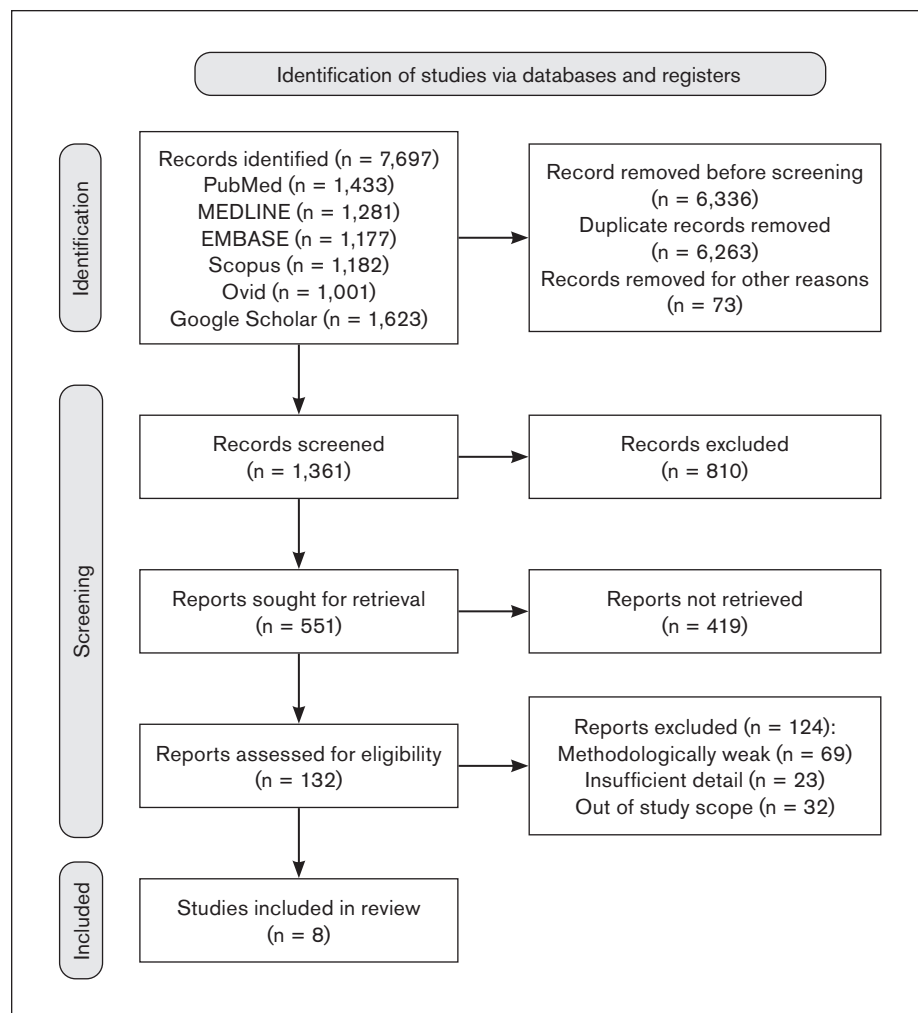 Identification of studies via databases and registers
Identification
Records identified (n = 7,697)
PubMed (n = 1,433)
MEDLINE (n = 1,281)
EMBASE (n = 1,177)
Scopus (n = 1,182)
Ovid (n = 1,001)
Google Scholar (n = 1,623)
Record removed before screening
(n = 6,336)
Duplicate records removed
(n = 6,263)
Records removed for other reasons
(n = 73)
Screening
Records screened
(n = 1,361)
Records excluded
(n = 810)
Reports sought for retrieval
(n = 551)
Reports not retrieved
(n = 419)
Reports assessed for eligibility
(n = 132)
Reports excluded (n = 124):
Methodologically weak (n = 69)
Insufficient detail (n = 23)
Out of study scope (n = 32)
Included
Studies included in review
(n = 8)